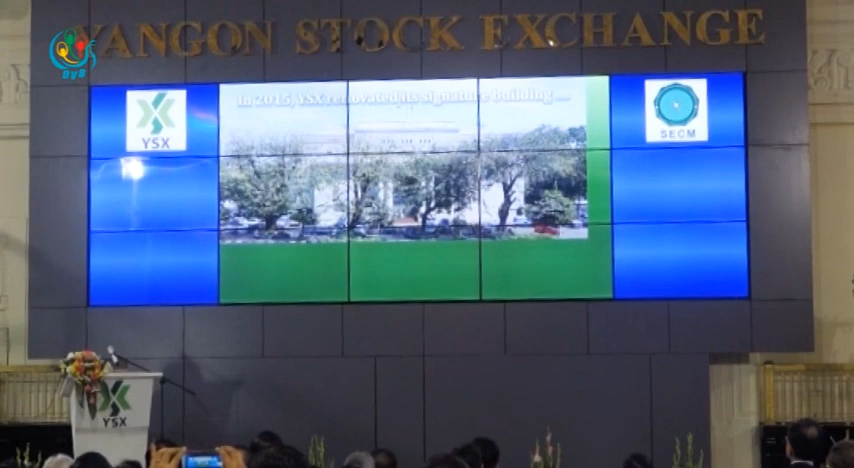 YANGON STOCK EXCHANGE
DVB
In 2015, YSX renovated its signature building ....
YSX
SECM
YSX